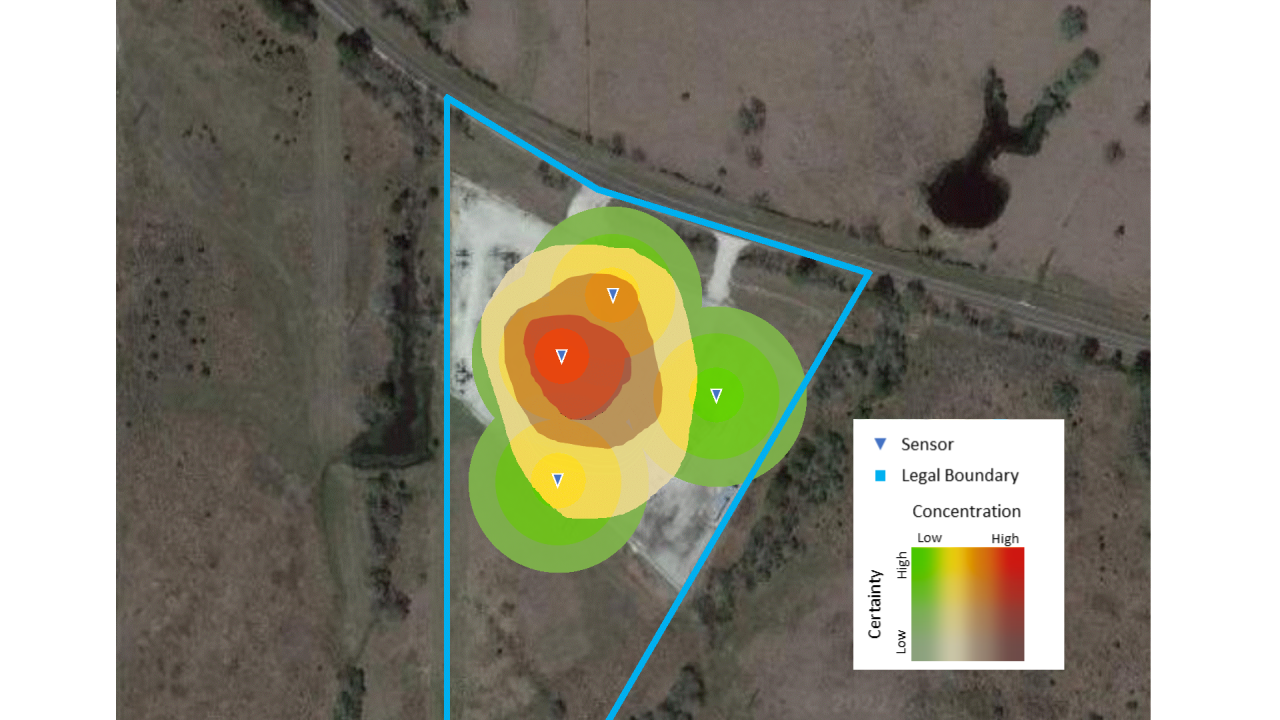 Sensor
Legal Boundary
Concentration
Low High
High
Certainty
Low